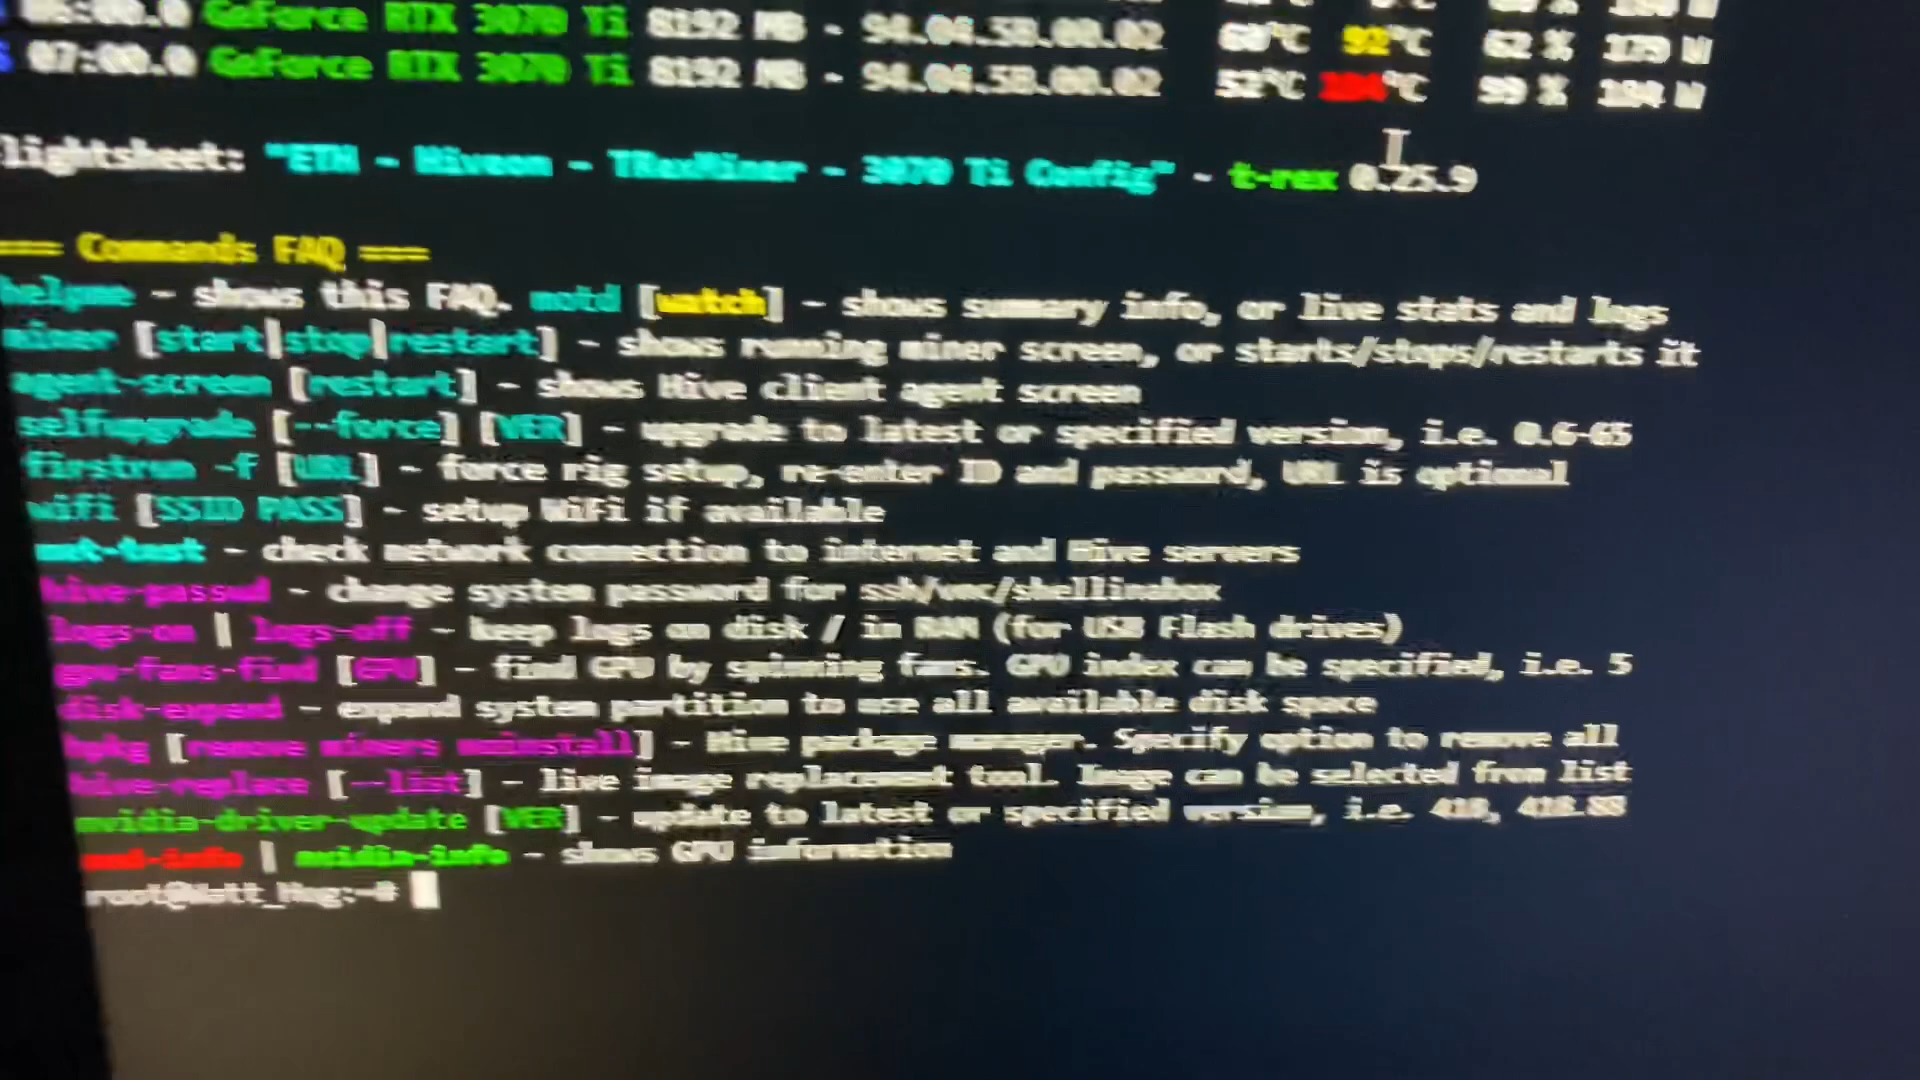 06:00.0 GeForce RTX 3070 Ti 8192 MB - 94.04.5B.00.02 60°C 92°C 62 % 179 W
07:00.0 GeForce RTX 3070 Ti 8192 MB - 94.04.5B.00.02 52°C 104°C 99 % 184 W
lightsheet: "ETH - Hiveon - TRexMiner - 3070 Ti Config" - t-rex 0.25.9
=== Commands FAQ ===
helpme - shows this FAQ. motd [watch] - shows summary info, or live stats and logs
miner [start|stop|restart] - shows running miner screen, or starts/stops/restarts it
agent-screen [restart] - shows Hive client agent screen
selfupgrade [--force] [VER] - upgrade to latest or specified version, i.e. 0.6-65
firstrun -f [URL] - force rig setup, re-enter ID and password, URL is optional
wifi [SSID PASS] - setup WiFi if available
net-test - check network connection to internet and Hive servers
hive-passwd - change system password for ssh/vnc/shellinabox
logs-on | logs-off - keep logs on disk / in RAM (for USB Flash drives)
gpu-fans-find [GPU] - find GPU by spinning fans. GPU index can be specified, i.e. 5
disk-expand - expand system partition to use all available disk space
hpkg [remove miners uninstall] - Hive package manager. Specify option to remove all
hive-replace [--list] - live image replacement tool. Image can be selected from list
nvidia-driver-update [VER] - update to latest or specified version, i.e. 418, 418.88
amd-info | nvidia-info - shows GPU information